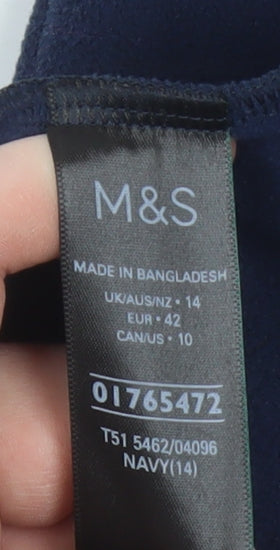 M&S
MADE IN BANGLADESH
UK/AUS/NZ • 14
EUR • 42
CAN/US • 10
01765472
T51 5462/04096
NAVY(14)